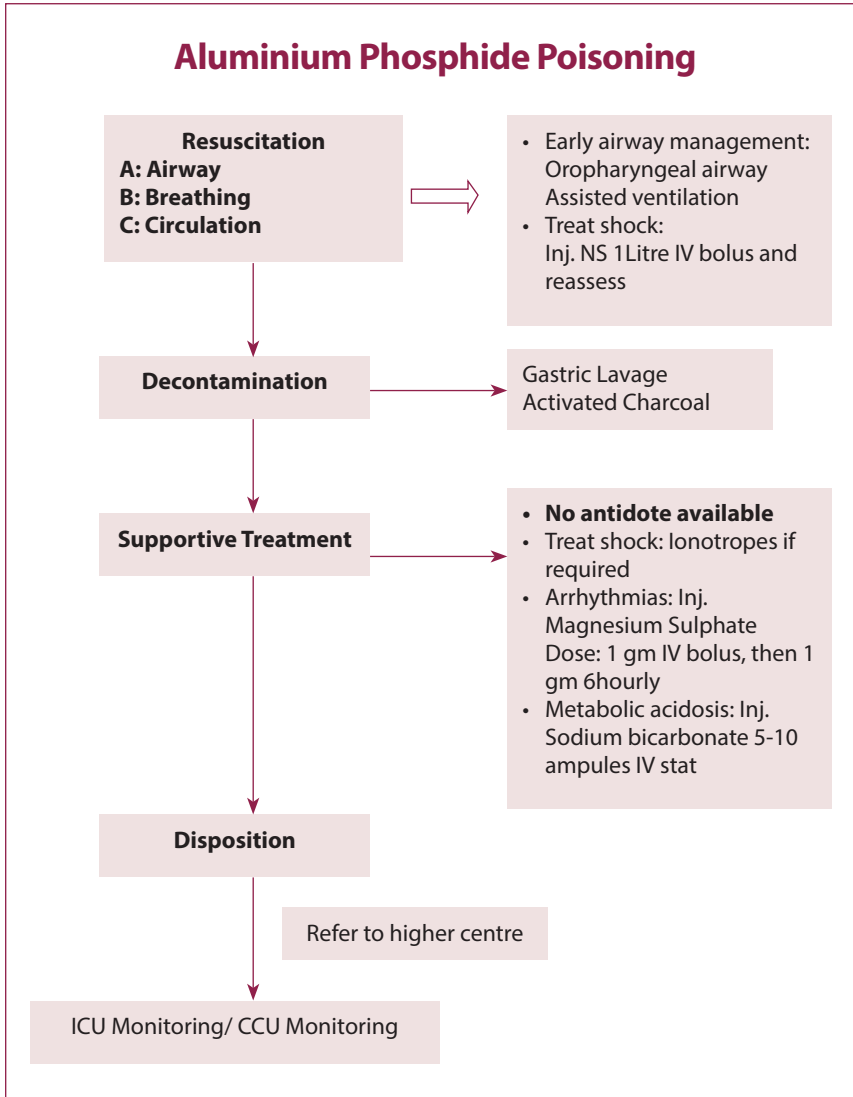 Aluminium Phosphide Poisoning
Resuscitation
A: Airway
B: Breathing
C: Circulation
• Early airway management:
Oropharyngeal airway
Assisted ventilation
• Treat shock:
Inj. NS 1Litre IV bolus and
reassess
Decontamination
Gastric Lavage
Activated Charcoal
Supportive Treatment
• No antidote available
• Treat shock: Ionotropes if
required
• Arrhythmias: Inj.
Magnesium Sulphate
Dose: 1 gm IV bolus, then 1
gm 6hourly
• Metabolic acidosis: Inj.
Sodium bicarbonate 5-10
ampules IV stat
Disposition
Refer to higher centre
ICU Monitoring/ CCU Monitoring